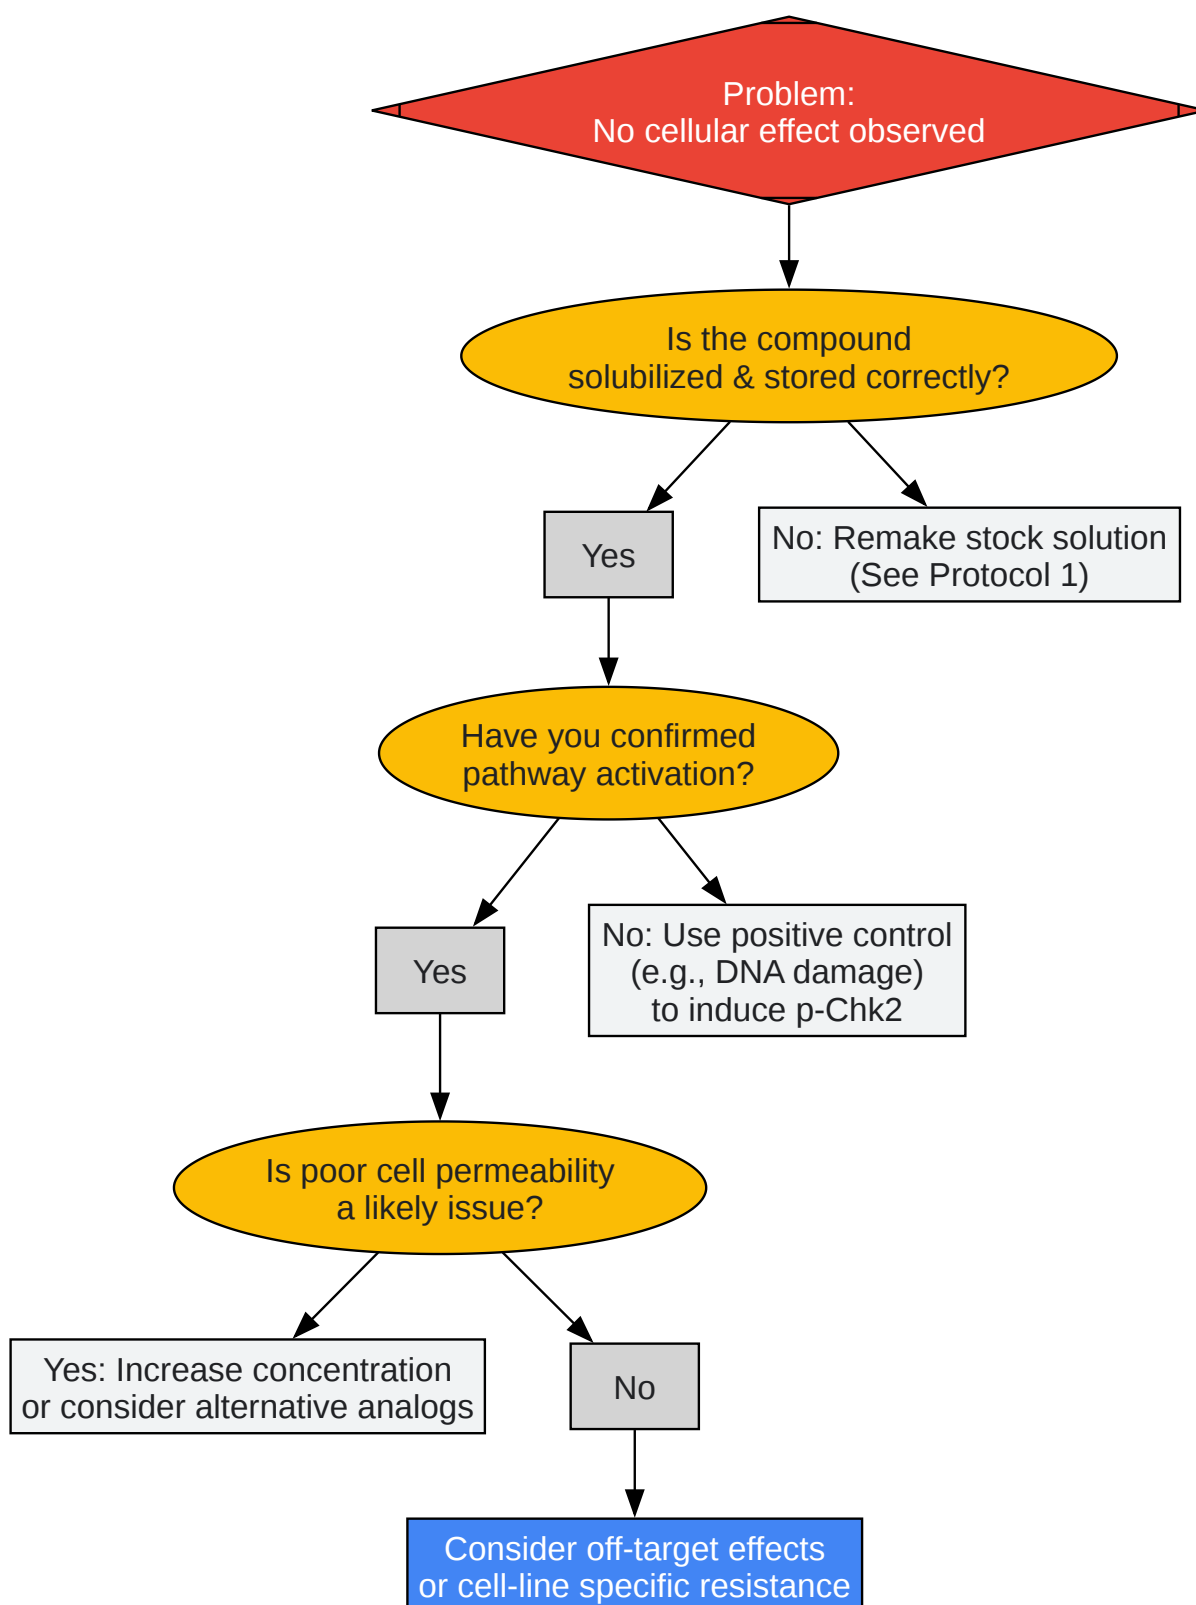 Problem:
No cellular effect observed
Is the compound
solubilized & stored correctly?
Yes
No: Remake stock solution
(See Protocol 1)
Have you confirmed
pathway activation?
Yes
No: Use positive control
(e.g., DNA damage)
to induce p-Chk2
Is poor cell permeability
a likely issue?
Yes: Increase concentration
or consider alternative analogs
No
Consider off-target effects
or cell-line specific resistance